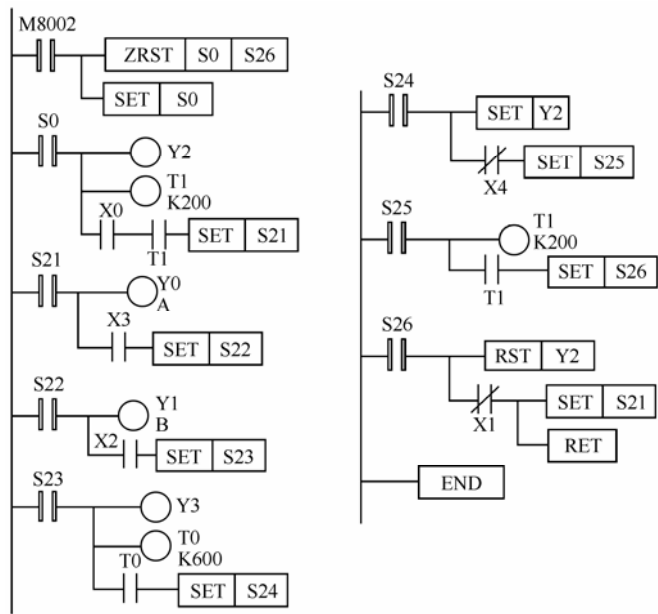 M8002
ZRST S0 S26
SET S0
S0
Y2
T1
K200
X0
T1
SET S21
S21
Y0
A
X3
SET S22
S22
Y1
B
X2
SET S23
S23
Y3
T0
K600
T0
SET S24
S24
SET Y2
X4
SET S25
S25
T1
K200
T1
SET S26
S26
RST Y2
X1
SET S21
RET
END